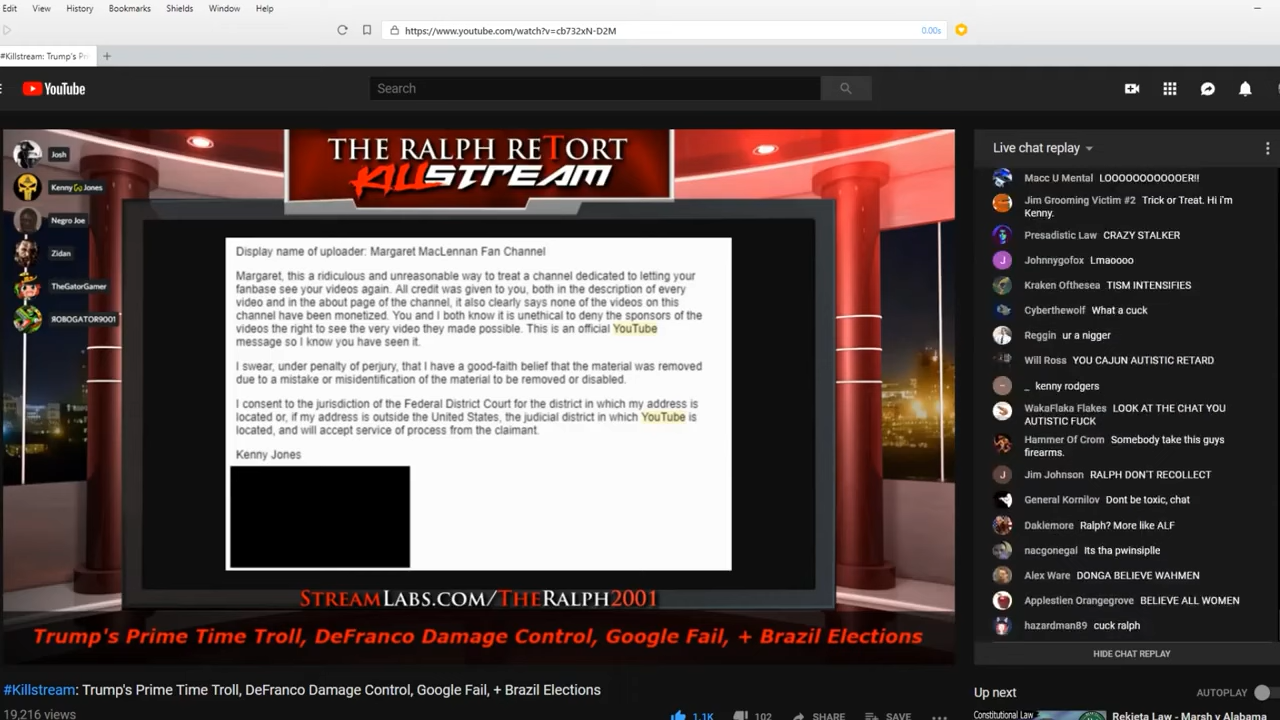 Edit View History Bookmarks Shields Window Help
https://www.youtube.com/watch?v=cb732xN-D2M 0.00s
#Killstream: Trump's Pri
YouTube
Search
THE RALPH RETORT
KILLSTREAM
Josh
Kenny Jones
Negro Joe
Zidan
TheGatorGamer
ЯOBOGATOR9001
Display name of uploader: Margaret MacLennan Fan Channel
Margaret, this a ridiculous and unreasonable way to treat a channel dedicated to letting your
fanbase see your videos again. All credit was given to you, both in the description of every
video and in the about page of the channel, it also clearly says none of the videos on this
channel have been monetized. You and I both know it is unethical to deny the sponsors of the
videos the right to see the very video they made possible. This is an official YouTube
message so I know you have seen it.
I swear, under penalty of perjury, that I have a good-faith belief that the material was removed
due to a mistake or misidentification of the material to be removed or disabled.
I consent to the jurisdiction of the Federal District Court for the district in which my address is
located or, if my address is outside the United States, the judicial district in which YouTube is
located, and will accept service of process from the claimant.
Kenny Jones
STREAMLABS.COM/THERALPH2001
Trump's Prime Time Troll, DeFranco Damage Control, Google Fail, + Brazil Elections
#Killstream: Trump's Prime Time Troll, DeFranco Damage Control, Google Fail, + Brazil Elections
19,216 views
1.1K 102 SHARE SAVE
Live chat replay
Macc U Mental LOOOOOOOOOOER!!
Jim Grooming Victim #2 Trick or Treat. Hi i'm
Kenny.
Presadistic Law CRAZY STALKER
Johnnygofox Lmaoooo
Kraken Ofthesea TISM INTENSIFIES
Cyberthewolf What a cuck
Reggin ur a nigger
Will Ross YOU CAJUN AUTISTIC RETARD
_ kenny rodgers
WakaFlaka Flakes LOOK AT THE CHAT YOU
AUTISTIC FUCK
Hammer Of Crom Somebody take this guys
firearms.
Jim Johnson RALPH DON'T RECOLLECT
General Kornilov Dont be toxic, chat
Dakiemore Ralph? More like ALF
nacgonegal Its tha pwinsiplle
Alex Ware DONGA BELIEVE WAHMEN
Applestien Orangegrove BELIEVE ALL WOMEN
hazardman89 cuck ralph
HIDE CHAT REPLAY
Up next AUTOPLAY
Constitutional Law
Rekieta Law - Marsh v Alabama